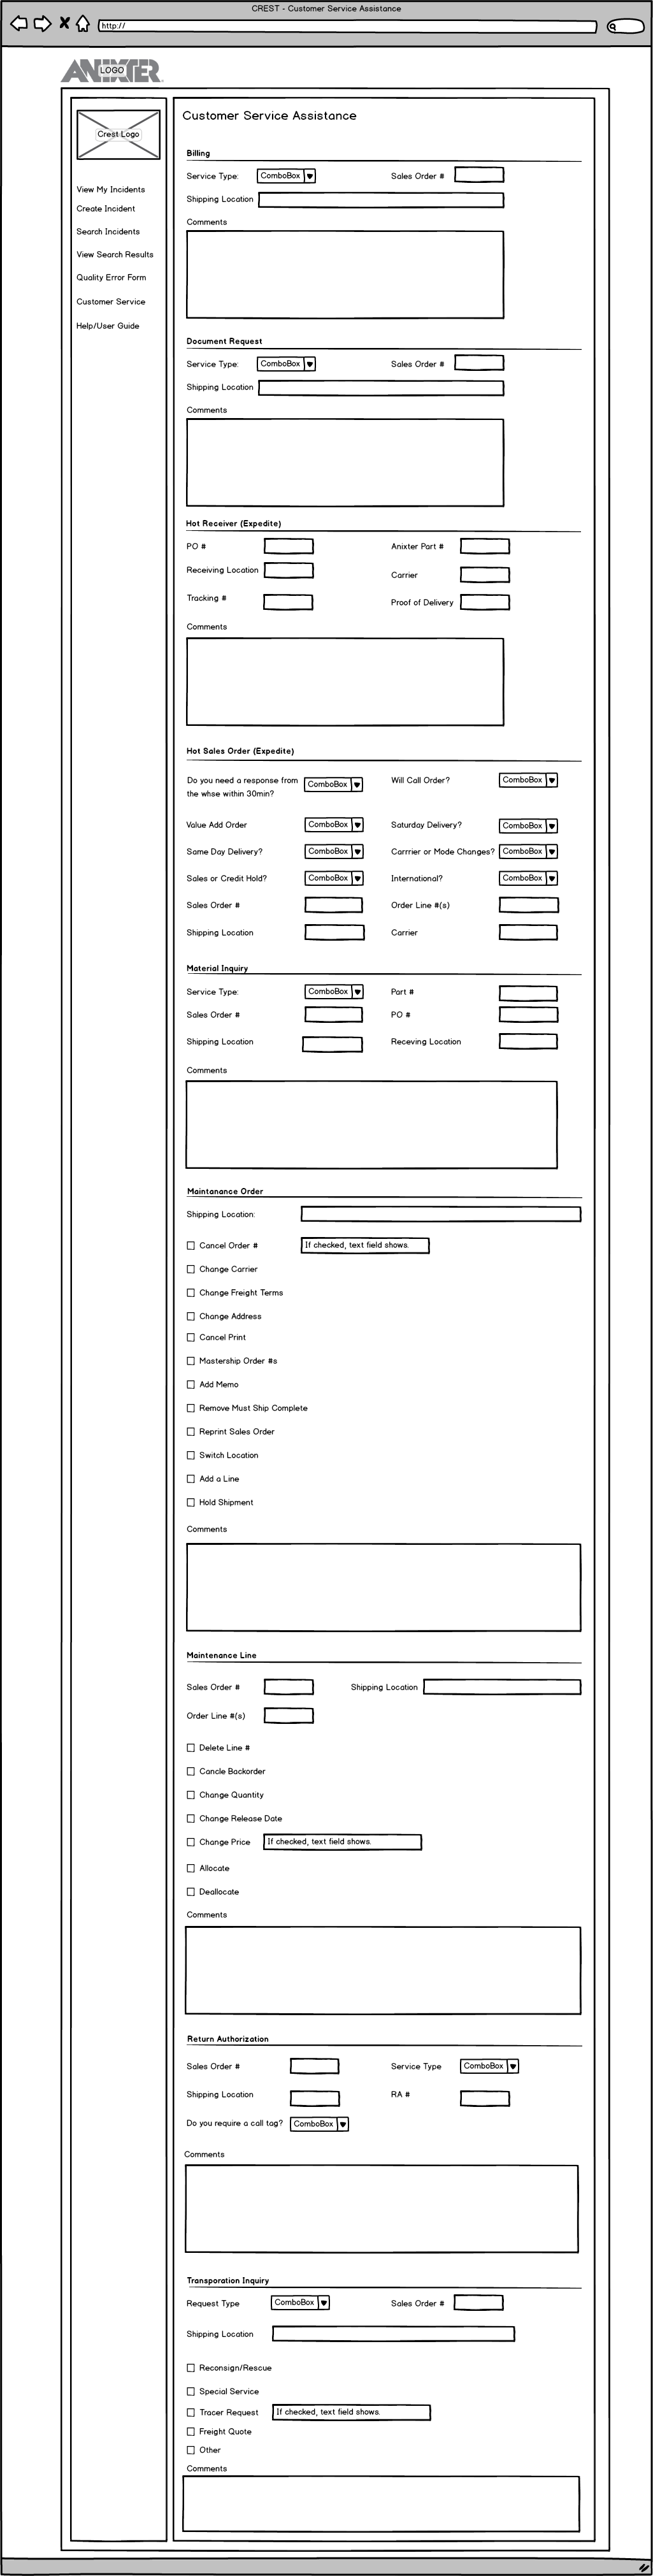 CREST - Customer Service Assistance
http://
ANIXTER
LOGO
Crest Logo
View My Incidents
Create Incident
Search Incidents
View Search Results
Quality Error Form
Customer Service
Help/User Guide
Customer Service Assistance
Billing
Service Type: ComboBox Sales Order #
Shipping Location
Comments
Document Request
Service Type: ComboBox Sales Order #
Shipping Location
Comments
Hot Receiver (Expedite)
PO # Anixter Part #
Receiving Location Carrier
Tracking # Proof of Delivery
Comments
Hot Sales Order (Expedite)
Do you need a response from
the whse within 30min? ComboBox Will Call Order? ComboBox
Value Add Order ComboBox Saturday Delivery? ComboBox
Same Day Delivery? ComboBox Carrrier or Mode Changes? ComboBox
Sales or Credit Hold? ComboBox International? ComboBox
Sales Order # Order Line #(s)
Shipping Location Carrier
Material Inquiry
Service Type: ComboBox Part #
Sales Order # PO #
Shipping Location Receving Location
Comments
Maintanance Order
Shipping Location:
Cancel Order # If checked, text field shows.
Change Carrier
Change Freight Terms
Change Address
Cancel Print
Mastership Order #s
Add Memo
Remove Must Ship Complete
Reprint Sales Order
Switch Location
Add a Line
Hold Shipment
Comments
Maintenance Line
Sales Order # Shipping Location
Order Line #(s)
Delete Line #
Cancle Backorder
Change Quantity
Change Release Date
Change Price If checked, text field shows.
Allocate
Deallocate
Comments
Return Authorization
Sales Order # Service Type ComboBox
Shipping Location RA #
Do you require a call tag? ComboBox
Comments
Transporation Inquiry
Request Type ComboBox Sales Order #
Shipping Location
Reconsign/Rescue
Special Service
Tracer Request If checked, text field shows.
Freight Quote
Other
Comments